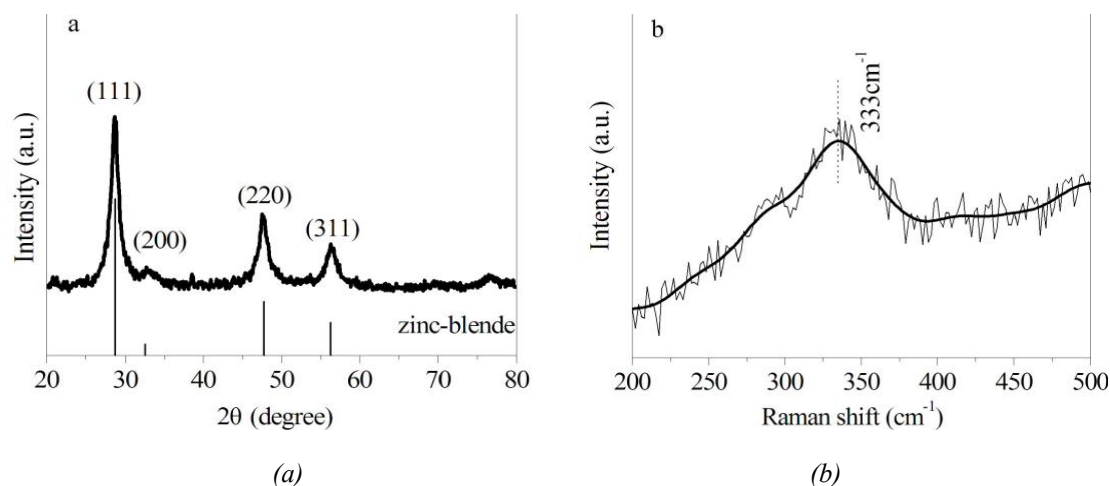 a
(111)
(200)
(220)
(311)
zinc-blende
Intensity (a.u.)
20 30 40 50 60 70 80
2θ (degree)
(a)
b
333cm-1
Intensity (a.u.)
200 250 300 350 400 450 500
Raman shift (cm-1)
(b)